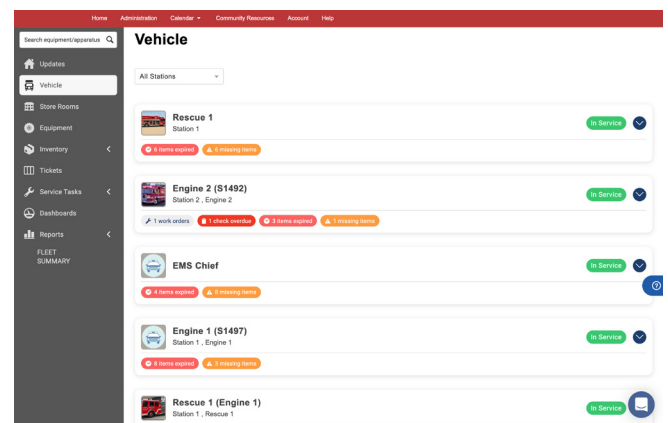 Home Administration Calendar Community Resources Account Help
Search equipment/apparatus
Updates
Vehicle
Store Rooms
Equipment
Inventory
Tickets
Service Tasks
Dashboards
Reports
FLEET
SUMMARY
Vehicle
All Stations
Rescue 1
Station 1
In Service
6 items expired
6 missing items
Engine 2 (S1492)
Station 2 , Engine 2
In Service
1 work orders
1 check overdue
3 items expired
1 missing items
EMS Chief
In Service
4 items expired
Engine 1 (S1497)
Station 1 , Engine 1
In Service
8 items expired
3 missing items
Rescue 1 (Engine 1)
Station 1 , Rescue 1
In Service